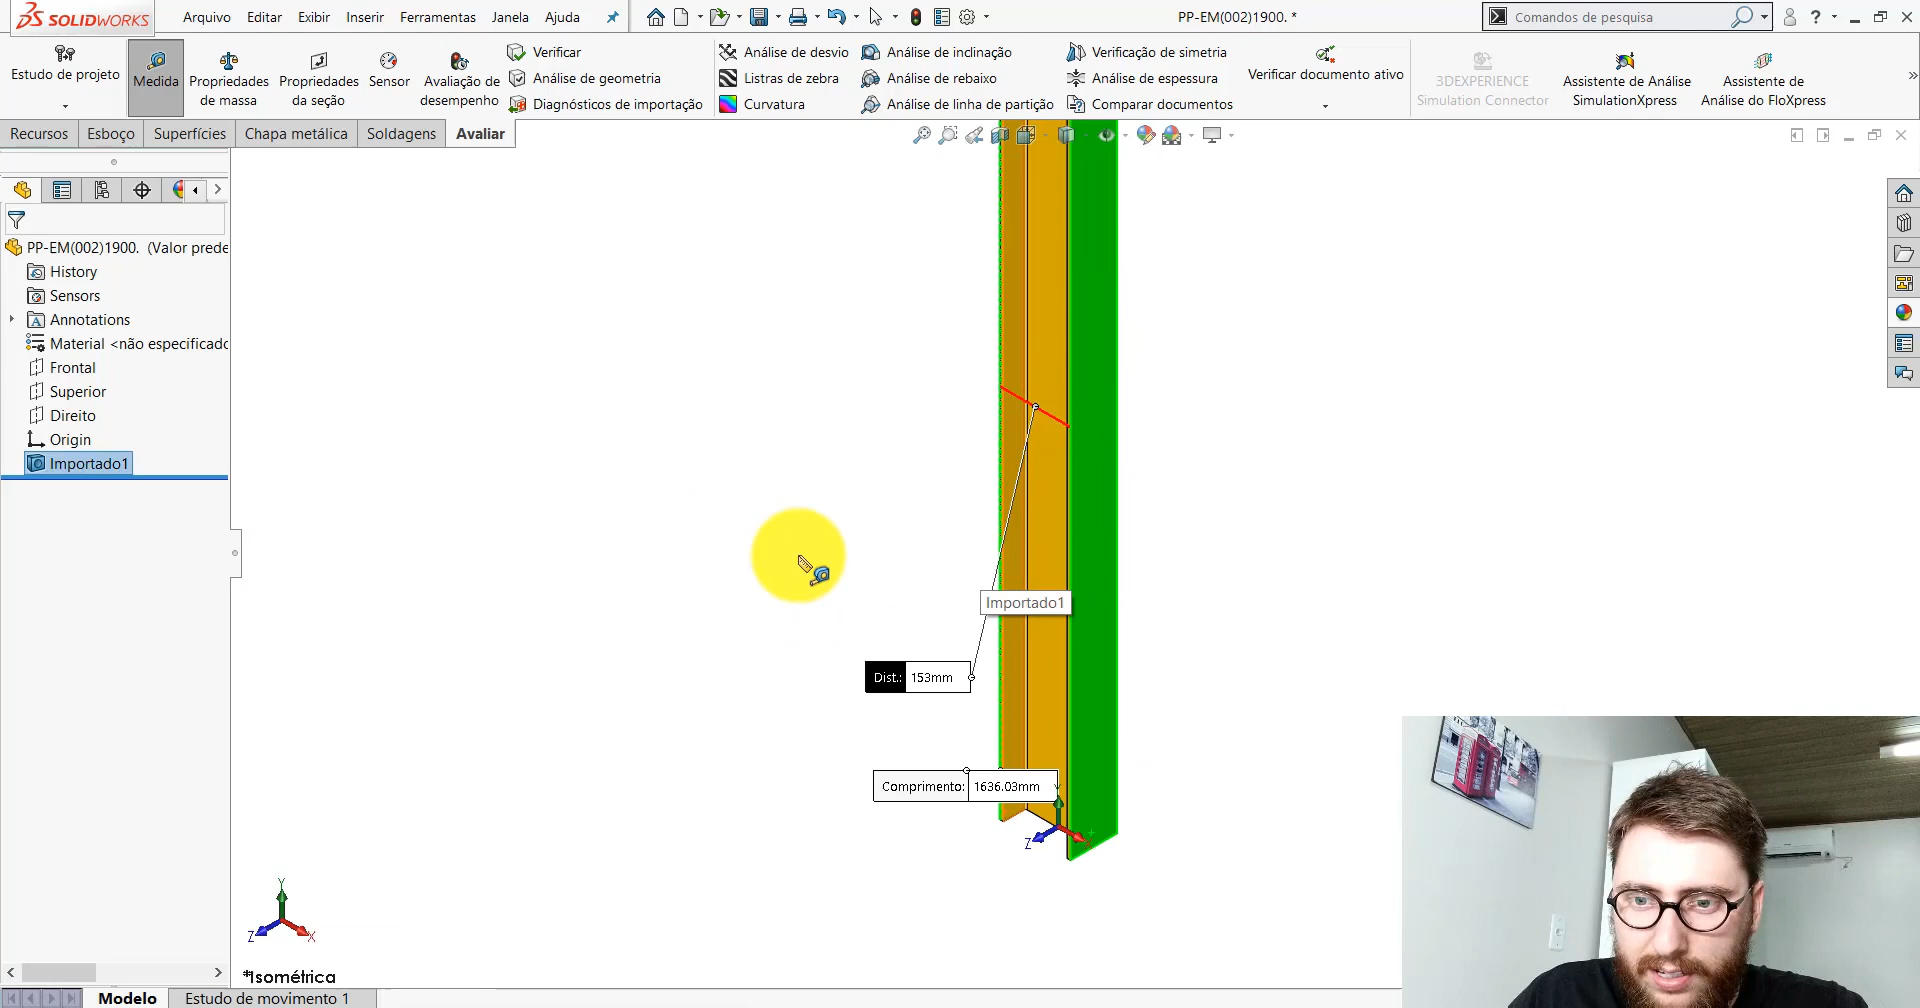 SOLIDWORKS
Arquivo
Editar
Exibir
Inserir
Ferramentas
Janela
Ajuda
PP-EM(002)1900. *
Comandos de pesquisa
?
Estudo de projeto
Medida
Propriedades
de massa
Propriedades
da seção
Sensor
Avaliação de
desempenho
Verificar
Análise de geometria
Diagnósticos de importação
Análise de desvio
Listras de zebra
Curvatura
Análise de inclinação
Análise de rebaixo
Análise de linha de partição
Verificação de simetria
Análise de espessura
Comparar documentos
Verificar documento ativo
3DEXPERIENCE
Simulation Connector
Assistente de Análise
SimulationXpress
Assistente de
Análise do FloXpress
Recursos
Esboço
Superfícies
Chapa metálica
Soldagens
Avaliar
PP-EM(002)1900. (Valor prede
History
Sensors
Annotations
Material <não especificado
Frontal
Superior
Direito
Origin
Importado1
Importado1
Dist.: 153mm
Comprimento: 1636.03mm
Z
Y
Z
X
*Isométrica
Modelo
Estudo de movimento 1